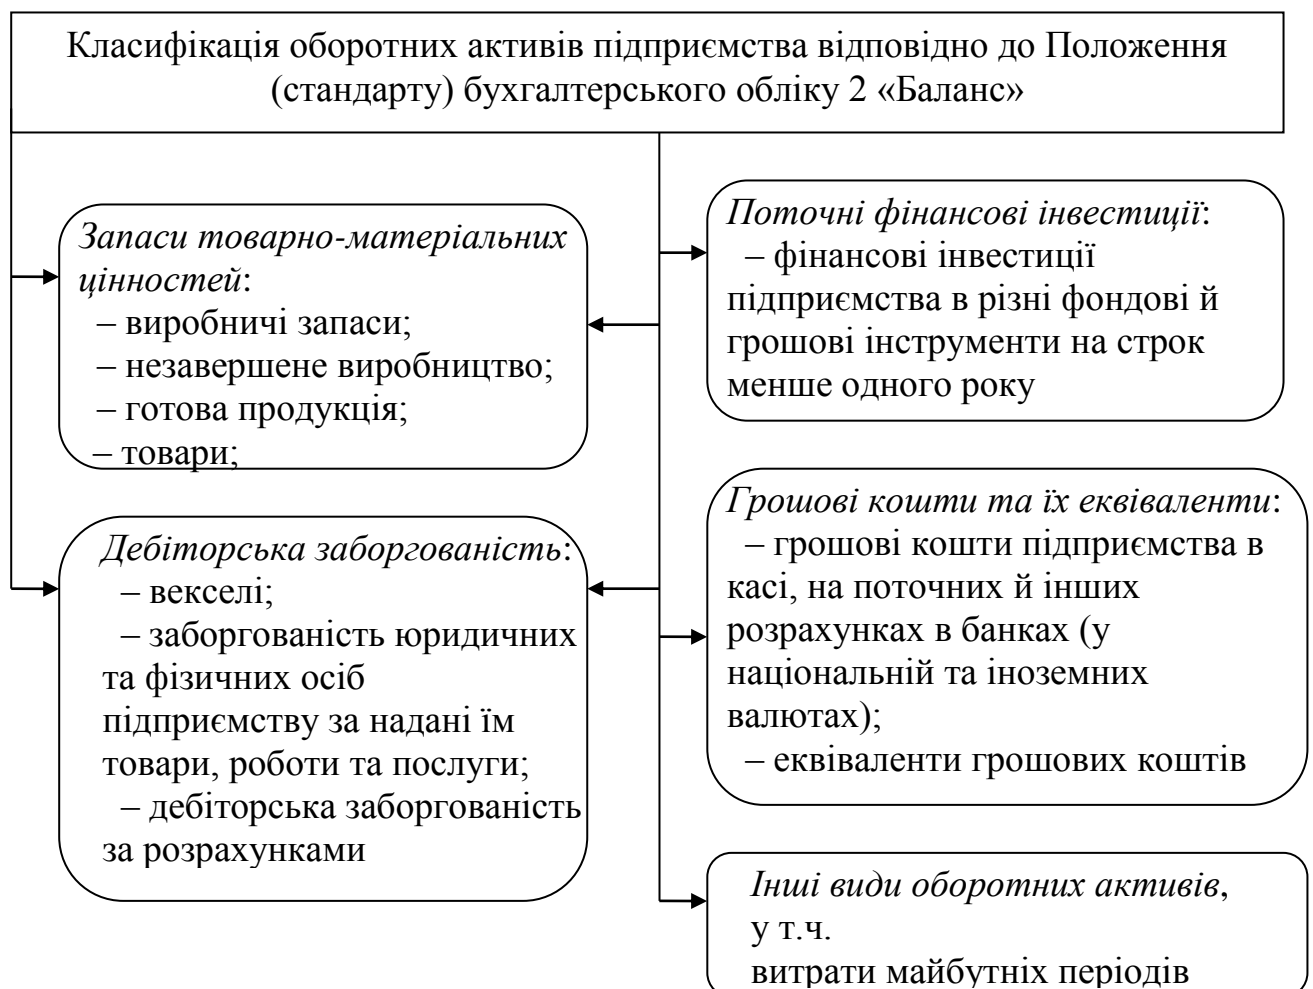 Класифікація оборотних активів підприємства відповідно до Положення
(стандарту) бухгалтерського обліку 2 «Баланс»
Запаси товарно-матеріальних
цінностей:
– виробничі запаси;
– незавершене виробництво;
– готова продукція;
– товари;
Дебіторська заборгованість:
– векселі;
– заборгованість юридичних
та фізичних осіб
підприємству за надані їм
товари, роботи та послуги;
– дебіторська заборгованість
за розрахунками
Поточні фінансові інвестиції:
– фінансові інвестиції
підприємства в різні фондові й
грошові інструменти на строк
менше одного року
Грошові кошти та їх еквіваленти:
– грошові кошти підприємства в
касі, на поточних й інших
розрахунках в банках (у
національній та іноземних
валютах);
– еквіваленти грошових коштів
Інші види оборотних активів,
у т.ч.
витрати майбутніх періодів